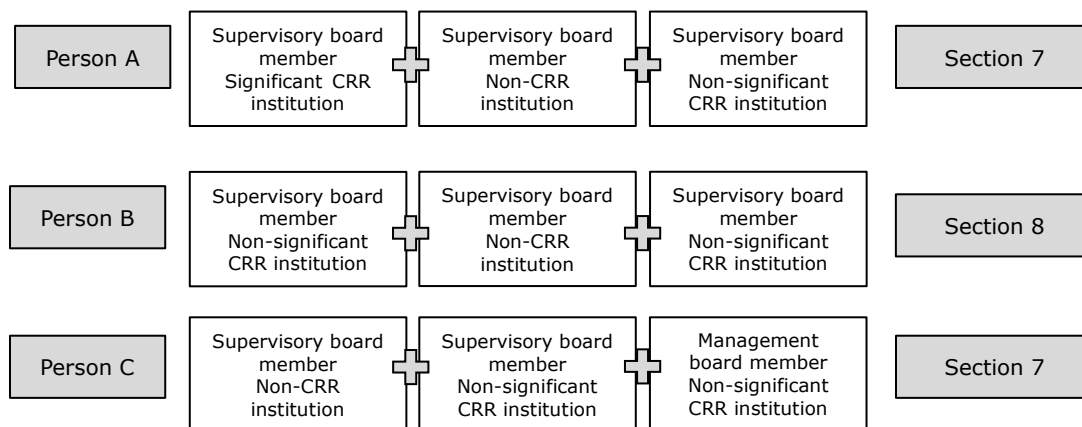 Person A
Supervisory board
member
Significant CRR
institution
Supervisory board
member
Non-CRR
institution
Supervisory board
member
Non-significant
CRR institution
Section 7
Person B
Supervisory board
member
Non-significant
CRR institution
Supervisory board
member
Non-CRR
institution
Supervisory board
member
Non-significant
CRR institution
Section 8
Person C
Supervisory board
member
Non-CRR
institution
Supervisory board
member
Non-significant
CRR institution
Management
board member
Non-significant
CRR institution
Section 7